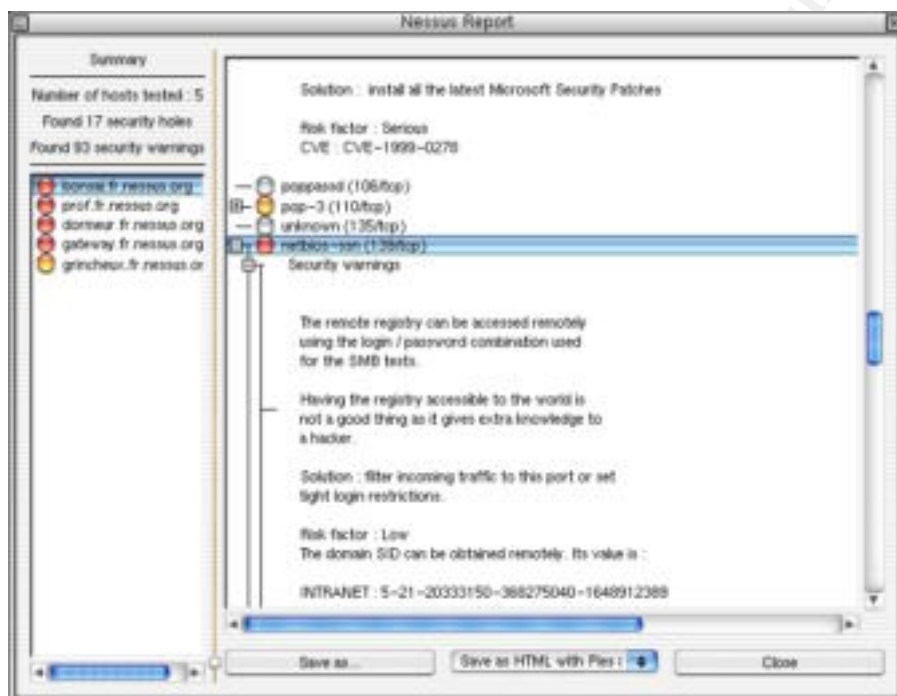 Nessus Report
Summary
Number of hosts tested : 5
Found 17 security holes
Found 93 security warnings
bonsai.fr.nessus.org
prof.fr.nessus.org
dormeur.fr.nessus.org
gateway.fr.nessus.org
grincheux.fr.nessus.or
Solution : install all the latest Microsoft Security Patches
Risk factor : Serious
CVE : CVE-1999-0278
poppassd (106/tcp)
pop-3 (110/tcp)
unknown (135/tcp)
netbios-ssn (139/tcp)
Security warnings
The remote registry can be accessed remotely
using the login / password combination used
for the SMB tests.
Having the registry accessible to the world is
not a good thing as it gives extra knowledge to
a hacker.
Solution : filter incoming traffic to this port or set
tight login restrictions.
Risk factor : Low
The domain SID can be obtained remotely. Its value is :
INTRANET : 5-21-20333150-368275040-1648912389
Save as...
Save as HTML with Pies
Close